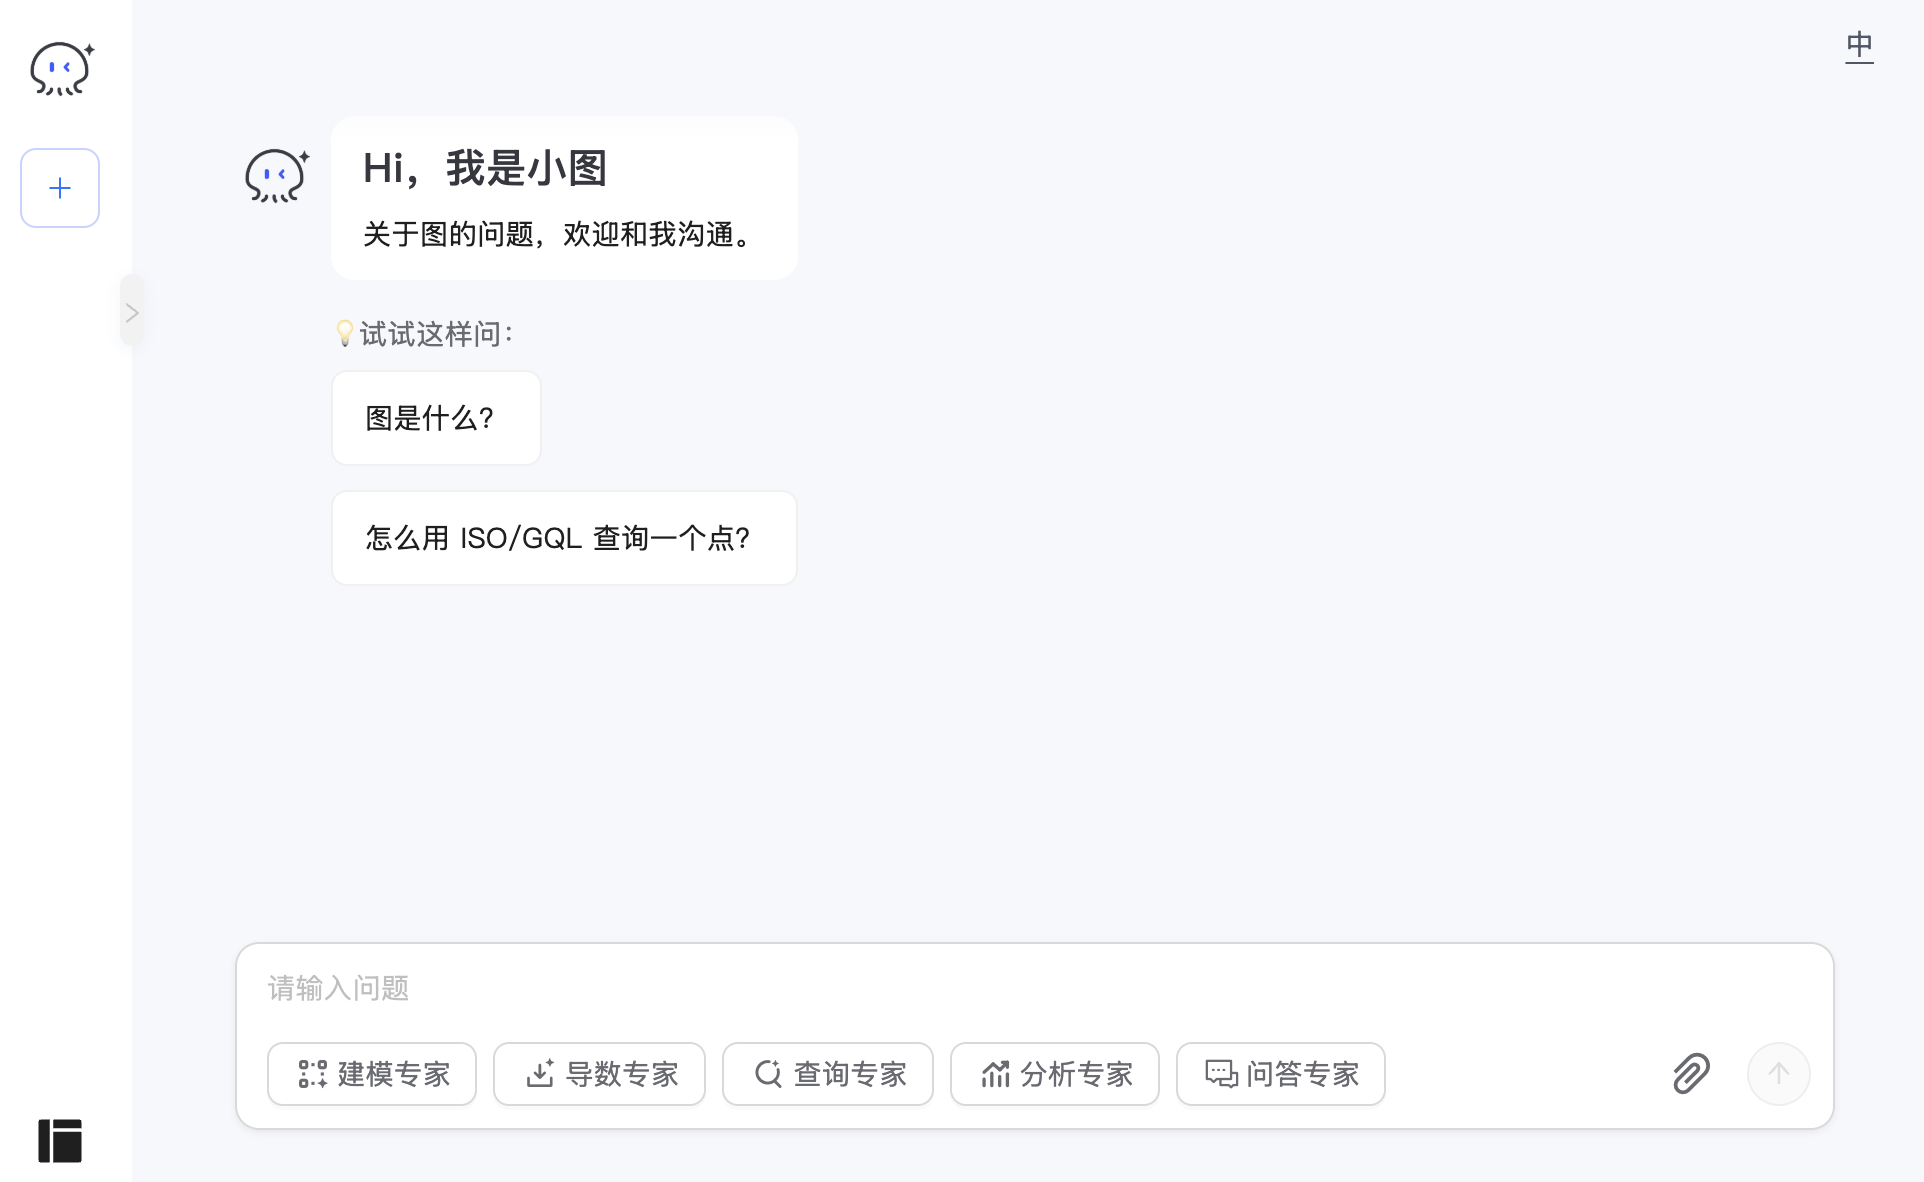 中
Hi，我是小图
关于图的问题，欢迎和我沟通。
💡试试这样问：
图是什么？
怎么用 ISO/GQL 查询一个点？
请输入问题
建模专家 导数专家 查询专家 分析专家 问答专家